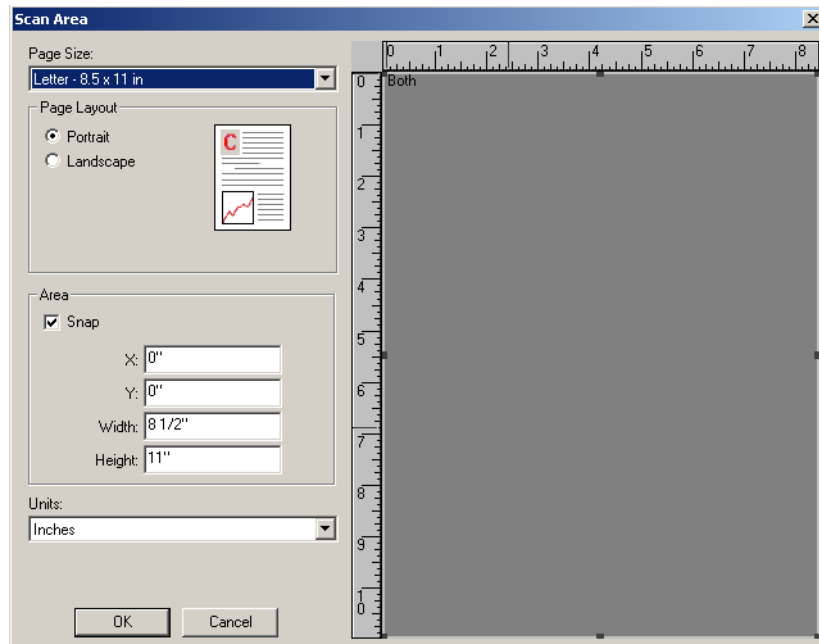 Scan Area
Page Size:
Letter - 8.5 x 11 in
Page Layout
Portrait
Landscape
C
Area
Snap
X: 0"
Y: 0"
Width: 8 1/2"
Height: 11"
Units:
Inches
OK Cancel
0 1 2 3 4 5 6 7 8
Both
0
1
2
3
4
5
6
7
8
9
10